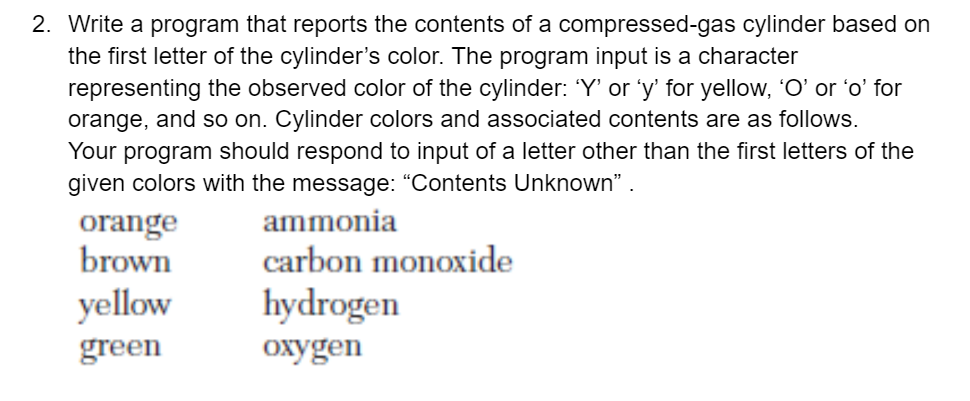 2. Write a program that reports the contents of a compressed-gas cylinder based on
the first letter of the cylinder’s color. The program input is a character
representing the observed color of the cylinder: ‘Y’ or ‘y’ for yellow, ‘O’ or ‘o’ for
orange, and so on. Cylinder colors and associated contents are as follows.
Your program should respond to input of a letter other than the first letters of the
given colors with the message: “Contents Unknown” .
orange ammonia
brown carbon monoxide
yellow hydrogen
green oxygen